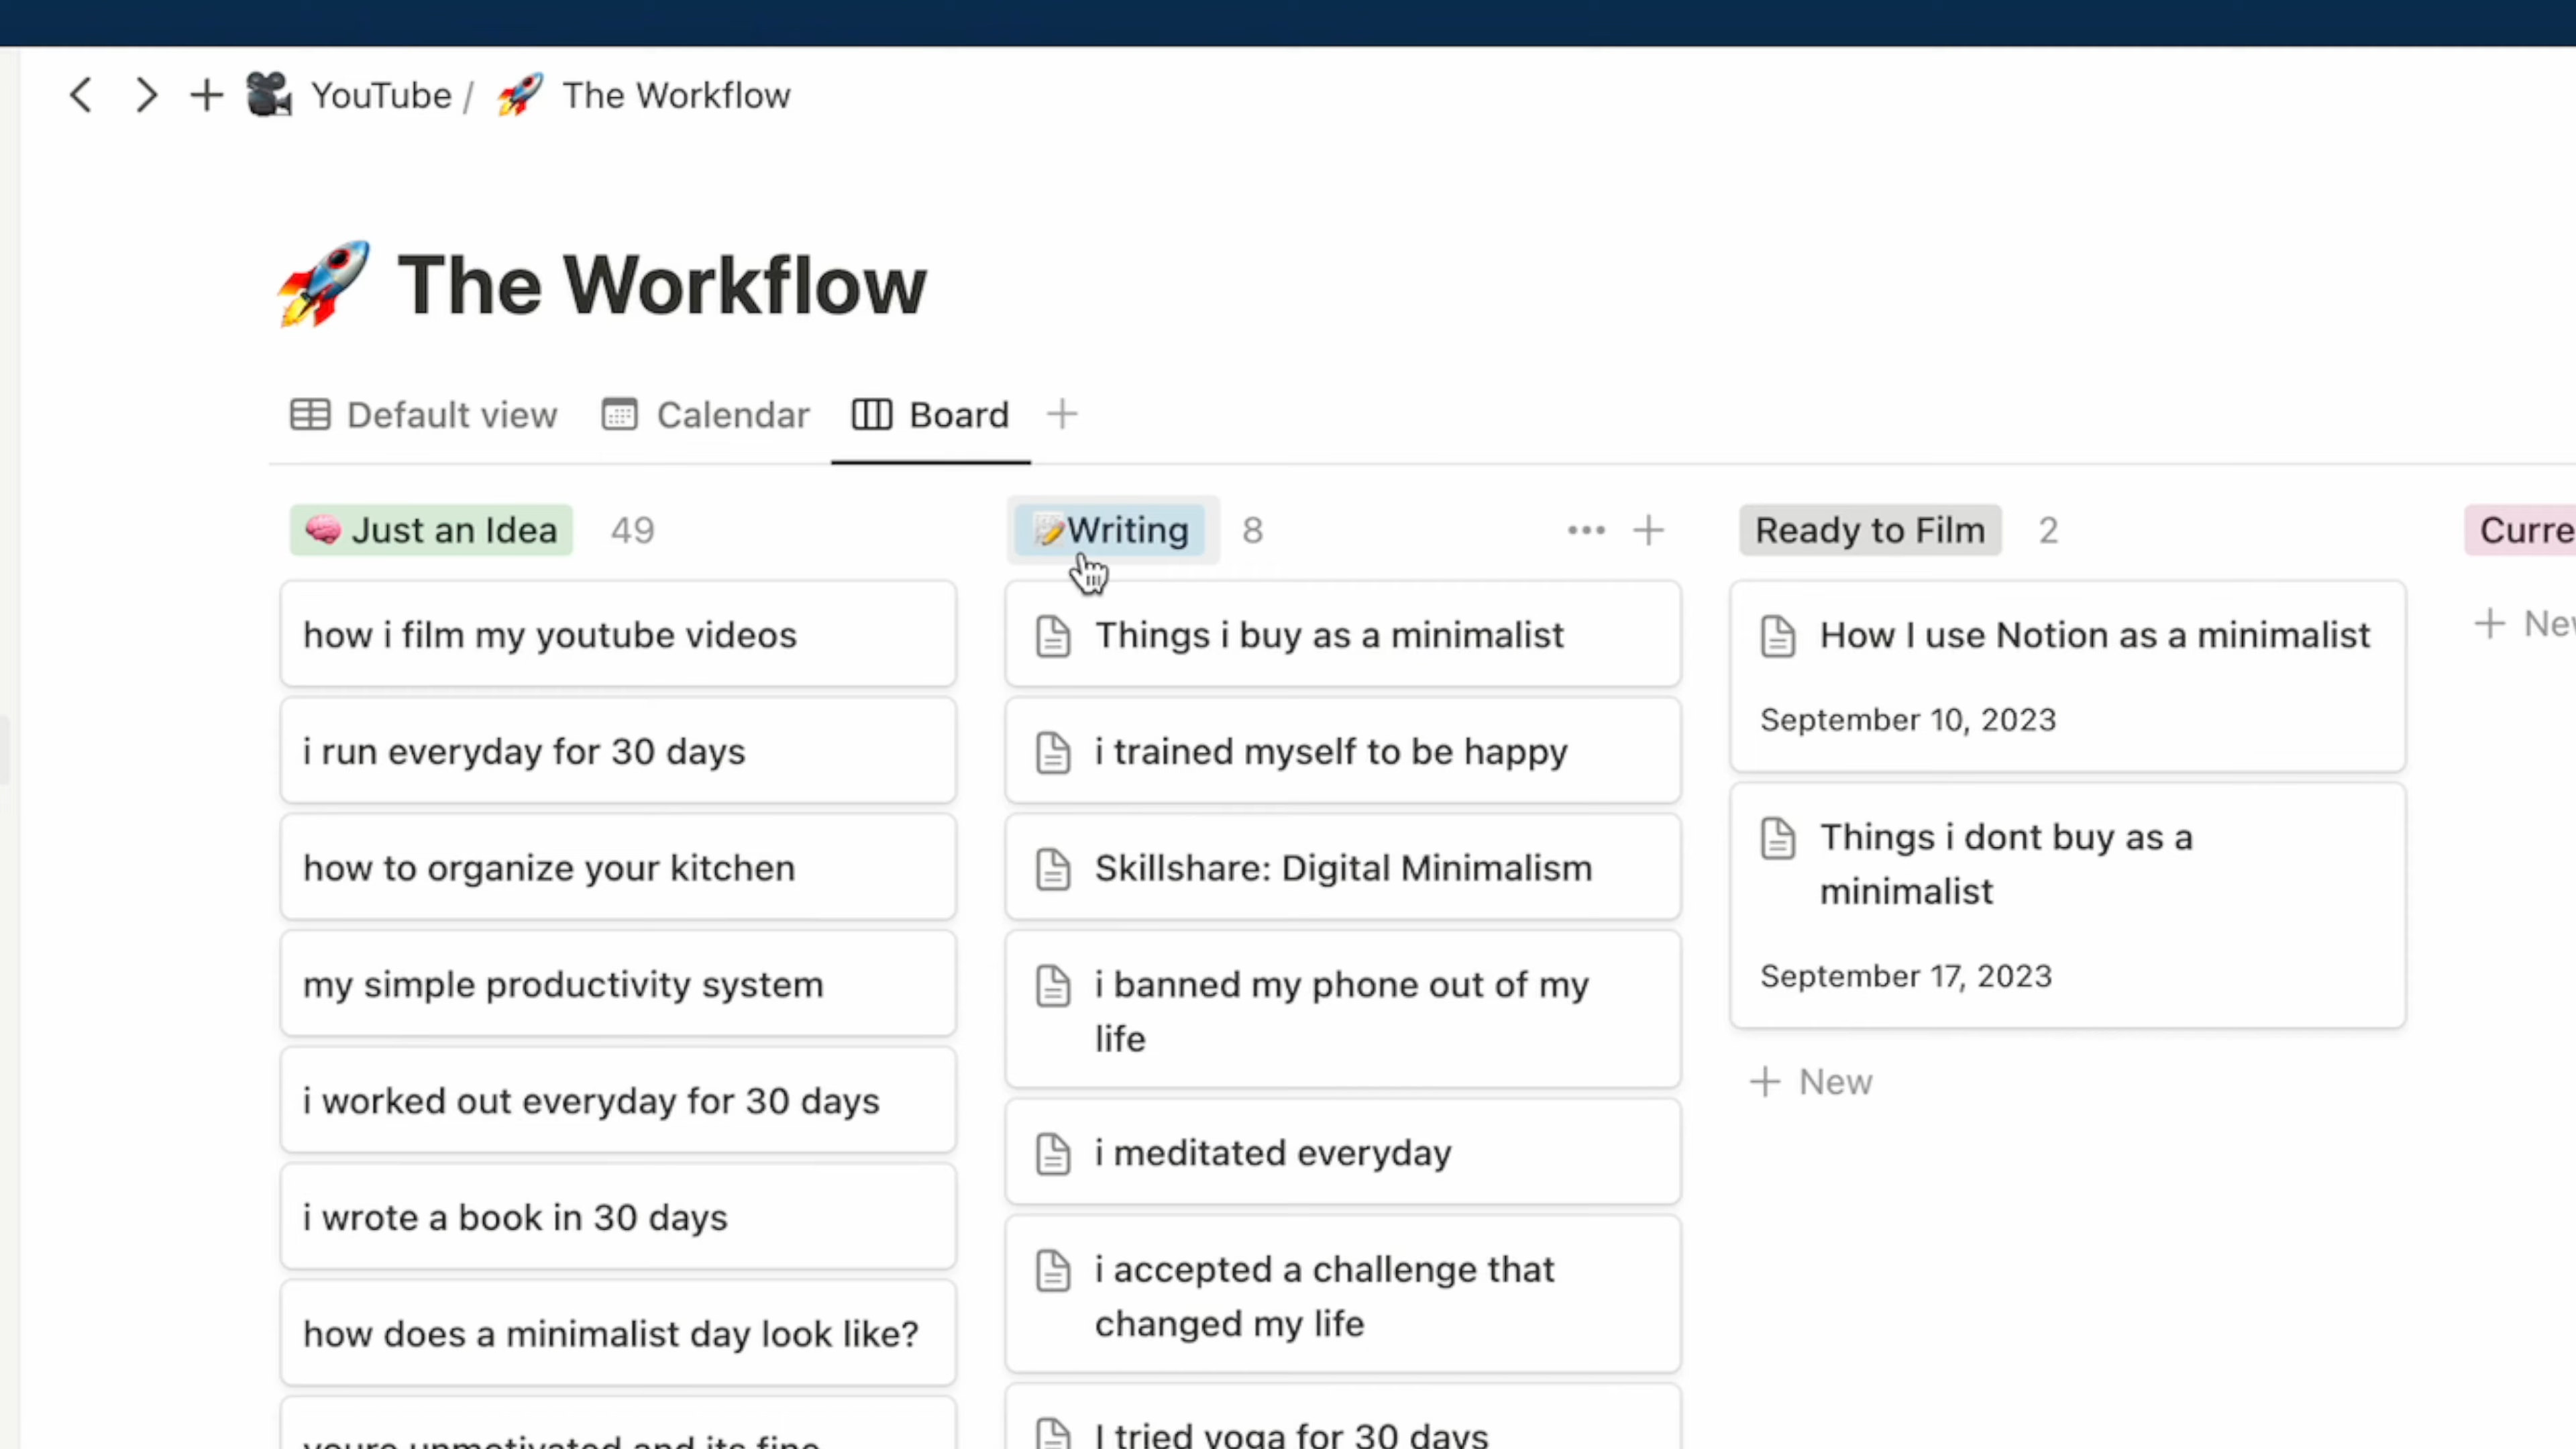 YouTube / The Workflow
The Workflow
Default view Calendar Board
Just an Idea 49
how i film my youtube videos
i run everyday for 30 days
how to organize your kitchen
my simple productivity system
i worked out everyday for 30 days
i wrote a book in 30 days
how does a minimalist day look like?
youre unmotivated and its fine
Writing 8
Things i buy as a minimalist
i trained myself to be happy
Skillshare: Digital Minimalism
i banned my phone out of my
life
i meditated everyday
i accepted a challenge that
changed my life
I tried yoga for 30 days
Ready to Film 2
How I use Notion as a minimalist
September 10, 2023
Things i dont buy as a
minimalist
September 17, 2023
+ New